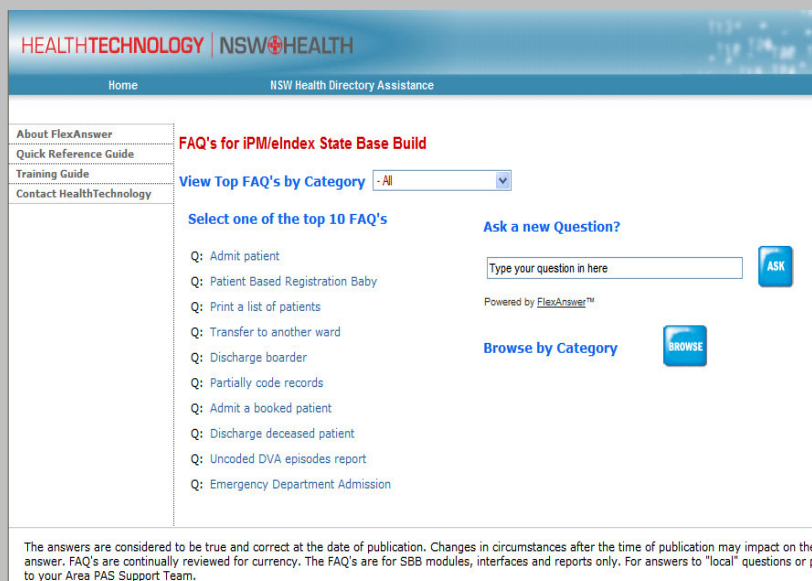 HEALTHTECHNOLOGY | NSW HEALTH
Home NSW Health Directory Assistance
About FlexAnswer
Quick Reference Guide
Training Guide
Contact HealthTechnology
FAQ's for iPM/eIndex State Base Build
View Top FAQ's by Category - All
Select one of the top 10 FAQ's
Q: Admit patient
Q: Patient Based Registration Baby
Q: Print a list of patients
Q: Transfer to another ward
Q: Discharge boarder
Q: Partially code records
Q: Admit a booked patient
Q: Discharge deceased patient
Q: Uncoded DVA episodes report
Q: Emergency Department Admission
Ask a new Question?
Type your question in here ASK
Powered by FlexAnswer™
Browse by Category BROWSE
The answers are considered to be true and correct at the date of publication. Changes in circumstances after the time of publication may impact on the
answer. FAQ's are continually reviewed for currency. The FAQ's are for SBB modules, interfaces and reports only. For answers to "local" questions or
to your Area PAS Support Team.